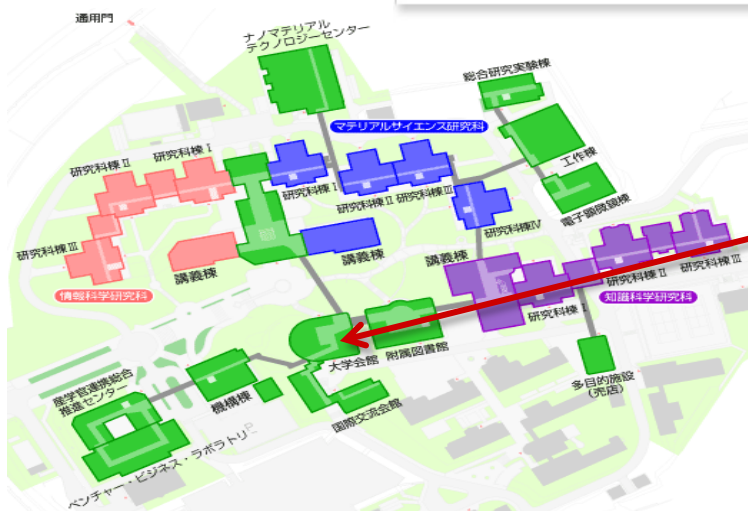 通用門
ナノマテリアル
テクノロジーセンター
総合研究実験棟
マテリアルサイエンス研究科
工作棟
電子顕微鏡棟
研究科棟Ⅰ
研究科棟Ⅱ
研究科棟Ⅲ
研究科棟Ⅰ
研究科棟Ⅱ
研究科棟Ⅲ
研究科棟Ⅳ
講義棟
講義棟
講義棟
情報科学研究科
研究科棟Ⅰ
研究科棟Ⅱ
研究科棟Ⅲ
知識科学研究科
大学会館
附属図書館
多目的施設
(売店)
産学官連携総合
推進センター
機構棟
国際交流会館
ベンチャー・ビジネス・ラボラトリー
P